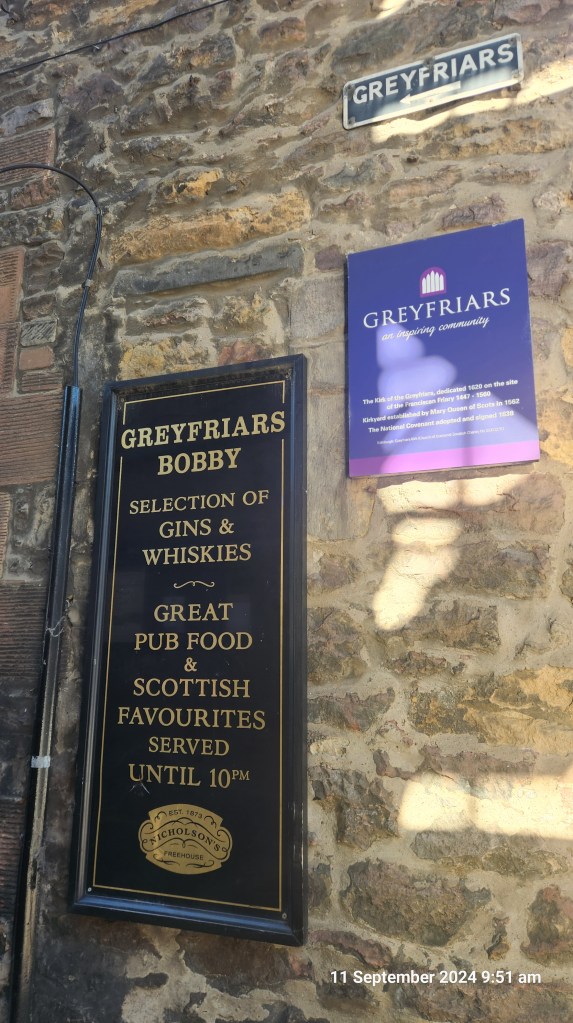 GREYFRIARS
GREYFRIARS
an inspiring community
The Kirk of the Greyfriars, dedicated 1620 on the site
of the Franciscan Friary 1447 - 1560
Kirkyard established by Mary Queen of Scots in 1562
The National Covenant adopted and signed 1638
GREYFRIARS
BOBBY
SELECTION OF
GINS &
WHISKIES
GREAT
PUB FOOD
&
SCOTTISH
FAVOURITES
SERVED
UNTIL 10PM
EST. 1873
NICHOLSON'S
FREEHOUSE
11 September 2024 9:51 am